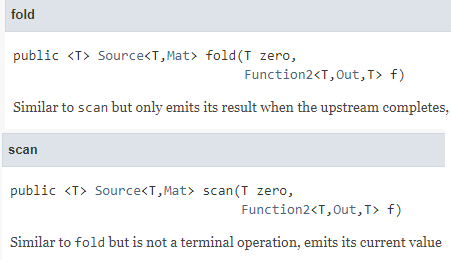 fold
public <T> Source<T,Mat> fold(T zero,
Function2<T,Out,T> f)
Similar to scan but only emits its result when the upstream completes,
scan
public <T> Source<T,Mat> scan(T zero,
Function2<T,Out,T> f)
Similar to fold but is not a terminal operation, emits its current value